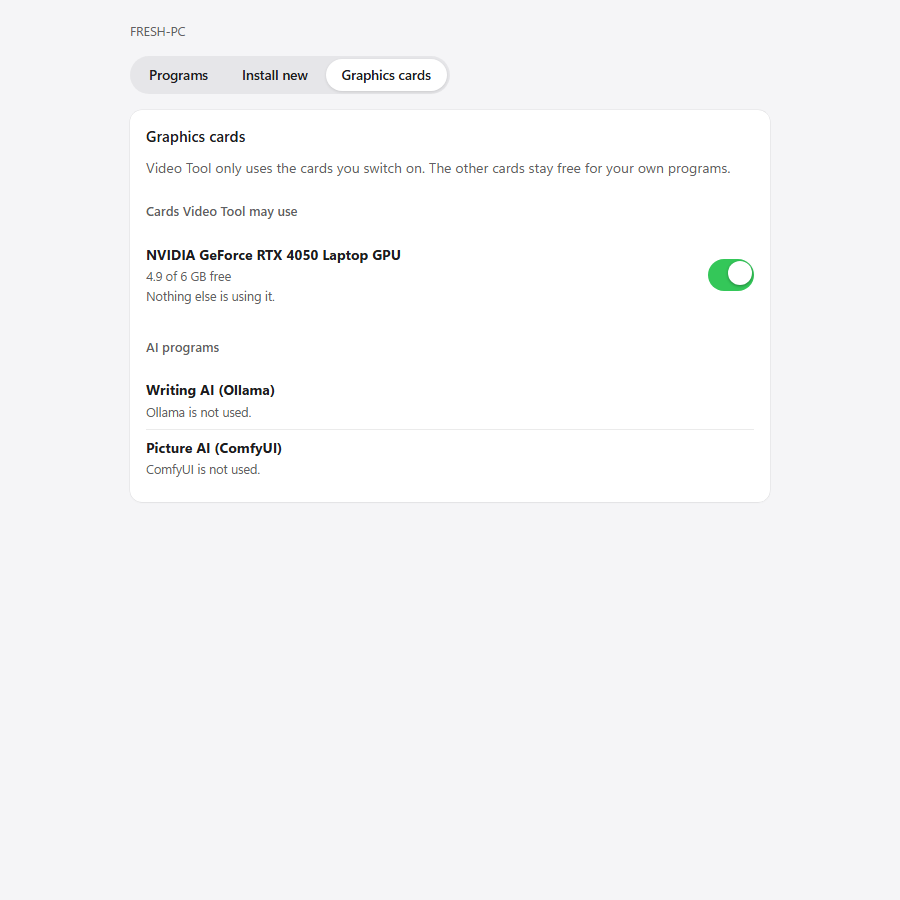 FRESH-PC
Programs
Install new
Graphics cards
Graphics cards
Video Tool only uses the cards you switch on. The other cards stay free for your own programs.
Cards Video Tool may use
NVIDIA GeForce RTX 4050 Laptop GPU
4.9 of 6 GB free
Nothing else is using it.
AI programs
Writing AI (Ollama)
Ollama is not used.
Picture AI (ComfyUI)
ComfyUI is not used.